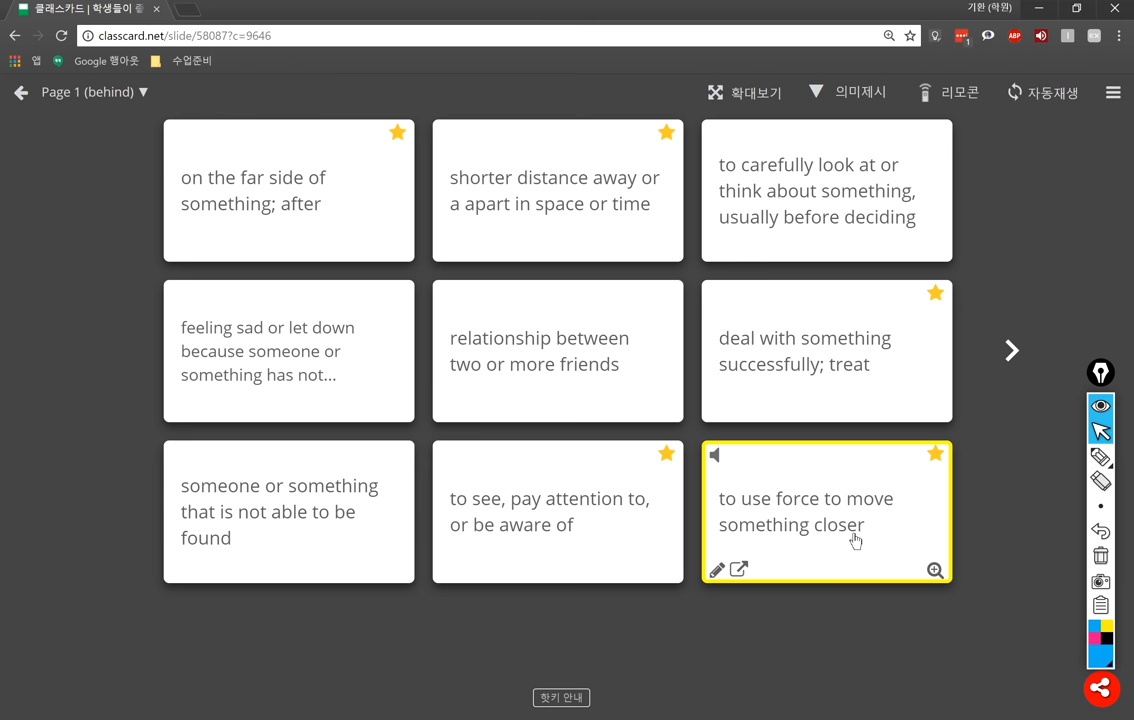 클래스카드 | 학생들이 즐
기환 (학원)
classcard.net/slide/58087?c=9646
1
ABP
앱 Google 행아웃 수업준비
Page 1 (behind) ▼
확대보기
의미제시
리모콘
자동재생
on the far side of
something; after
shorter distance away or
a apart in space or time
to carefully look at or
think about something,
usually before deciding
feeling sad or let down
because someone or
something has not...
relationship between
two or more friends
deal with something
successfully; treat
someone or something
that is not able to be
found
to see, pay attention to,
or be aware of
to use force to move
something closer
핫키 안내